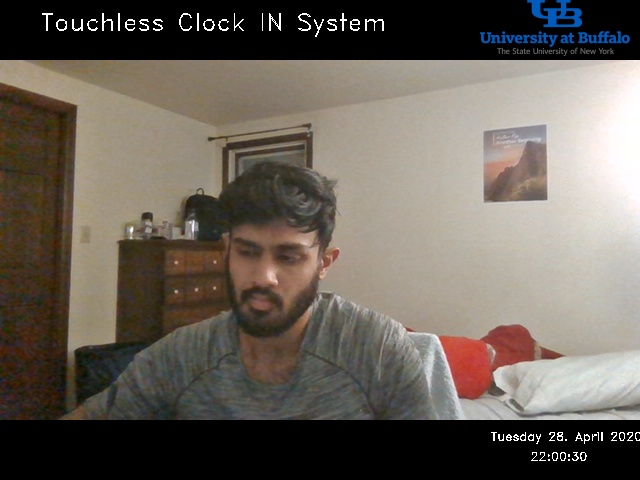 Touchless Clock IN System
UB
University at Buffalo
The State University of New York
Tuesday 28. April 2020
22:00:30